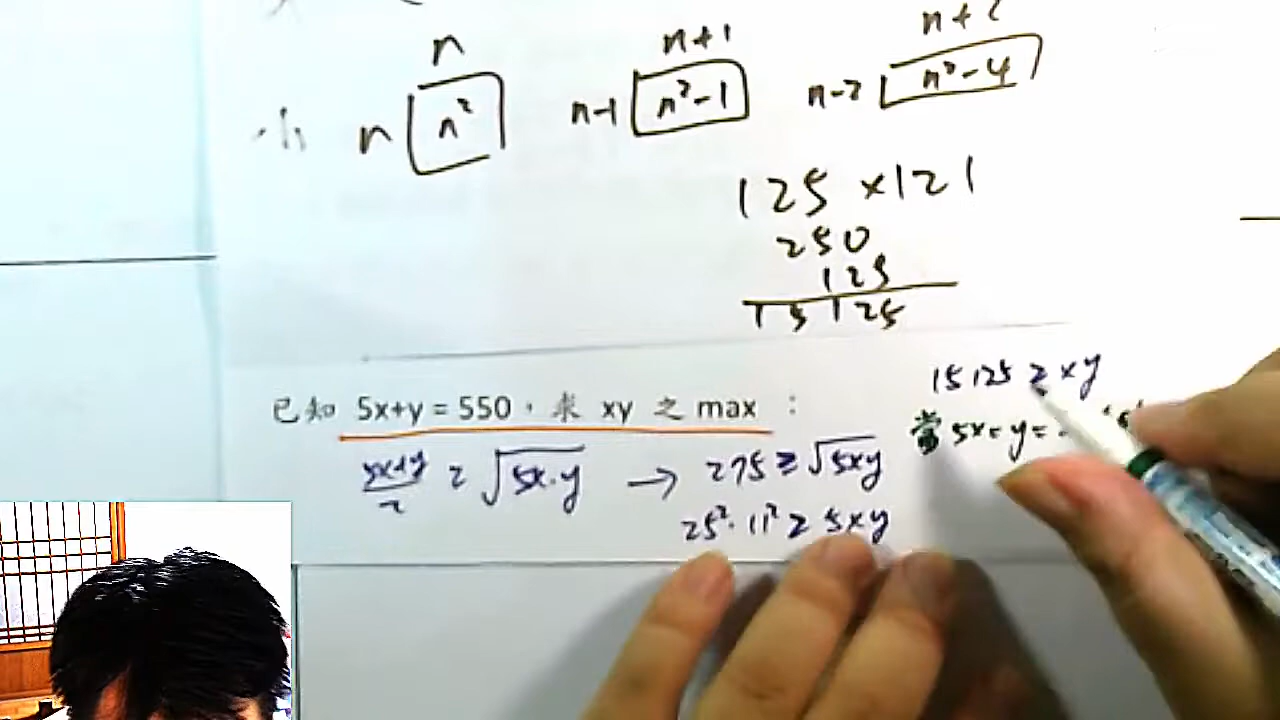 n n+1 n+2
小 n n² n-1 n²-1 n-2 n²-4
125 ×121
250
125
15125
已知 5x+y = 550，求 xy 之 max ：
5x+y/2 ≥ √5x·y → 275 ≥ √5xy
25²·11² ≥ 5xy
15125 ≥ xy
當 5x = y =